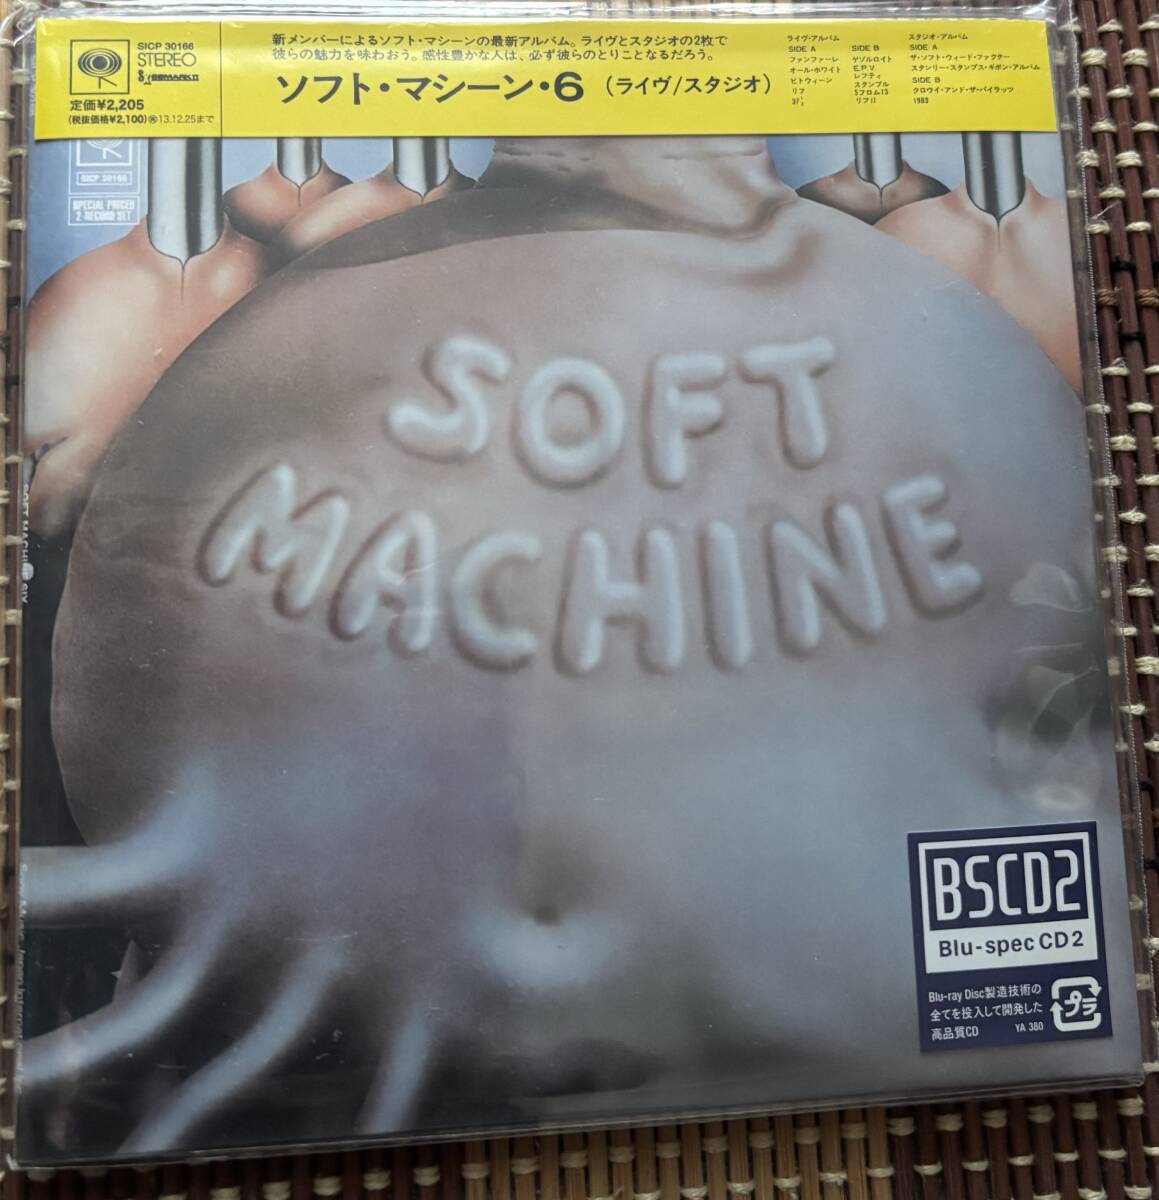 SICP 30166
STEREO
定価¥2,205
(税抜価格¥2,100)
13.12.25まで
新メンバーによるソフト・マシーンの最新アルバム。ライヴとスタジオの2枚で
彼らの魅力を味わおう。感性豊かな人は、必ず彼らのとりことなるだろう。
ソフト・マシーン・6 (ライヴ/スタジオ)
ライヴ・アルバム
SIDE A
ファンファーレ
オール・ホワイト
ビトウィーン
リフ
37½
SIDE B
ゲゾルロイト
E.P.V.
レフティ
スタンブル
5フロム13
リフII
スタジオ・アルバム
SIDE A
ザ・ソフト・ウィード・ファクター
スタンリー・スタンプス・ギボン・アルバム
SIDE B
クロウイ・アンド・ザ・パイラッツ
1983
SICP 30166
SPECIAL PRICED
2-RECORD SET
SOFT
MACHINE
BSCD2
Blu-spec CD2
Blu-ray Disc製造技術の
全てを投入して開発した
高品質CD
YA 380
プラ